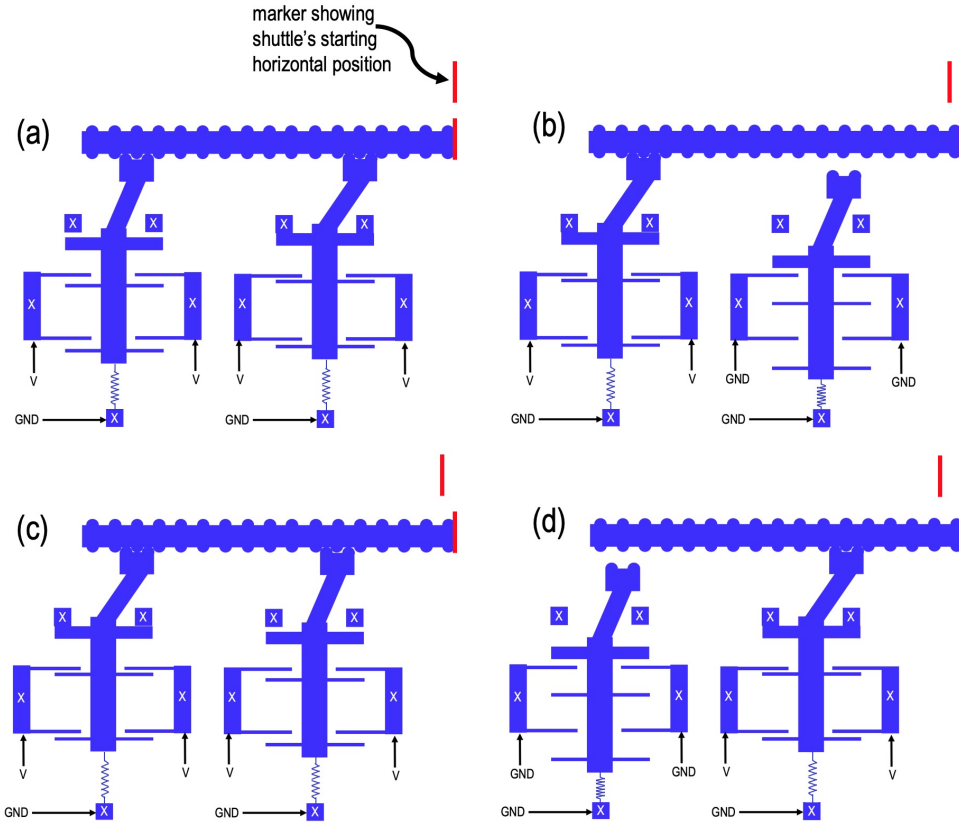 marker showing
shuttle's starting
horizontal position
(a)
(b)
X X X X
X X X X
X X X X
X X X X
V V V V
V V GND GND
GND X GND X
GND X GND X
(c)
(d)
X X X X
X X X X
X X X X
X X X X
V V V V
GND GND V V
GND X GND X
GND X GND X